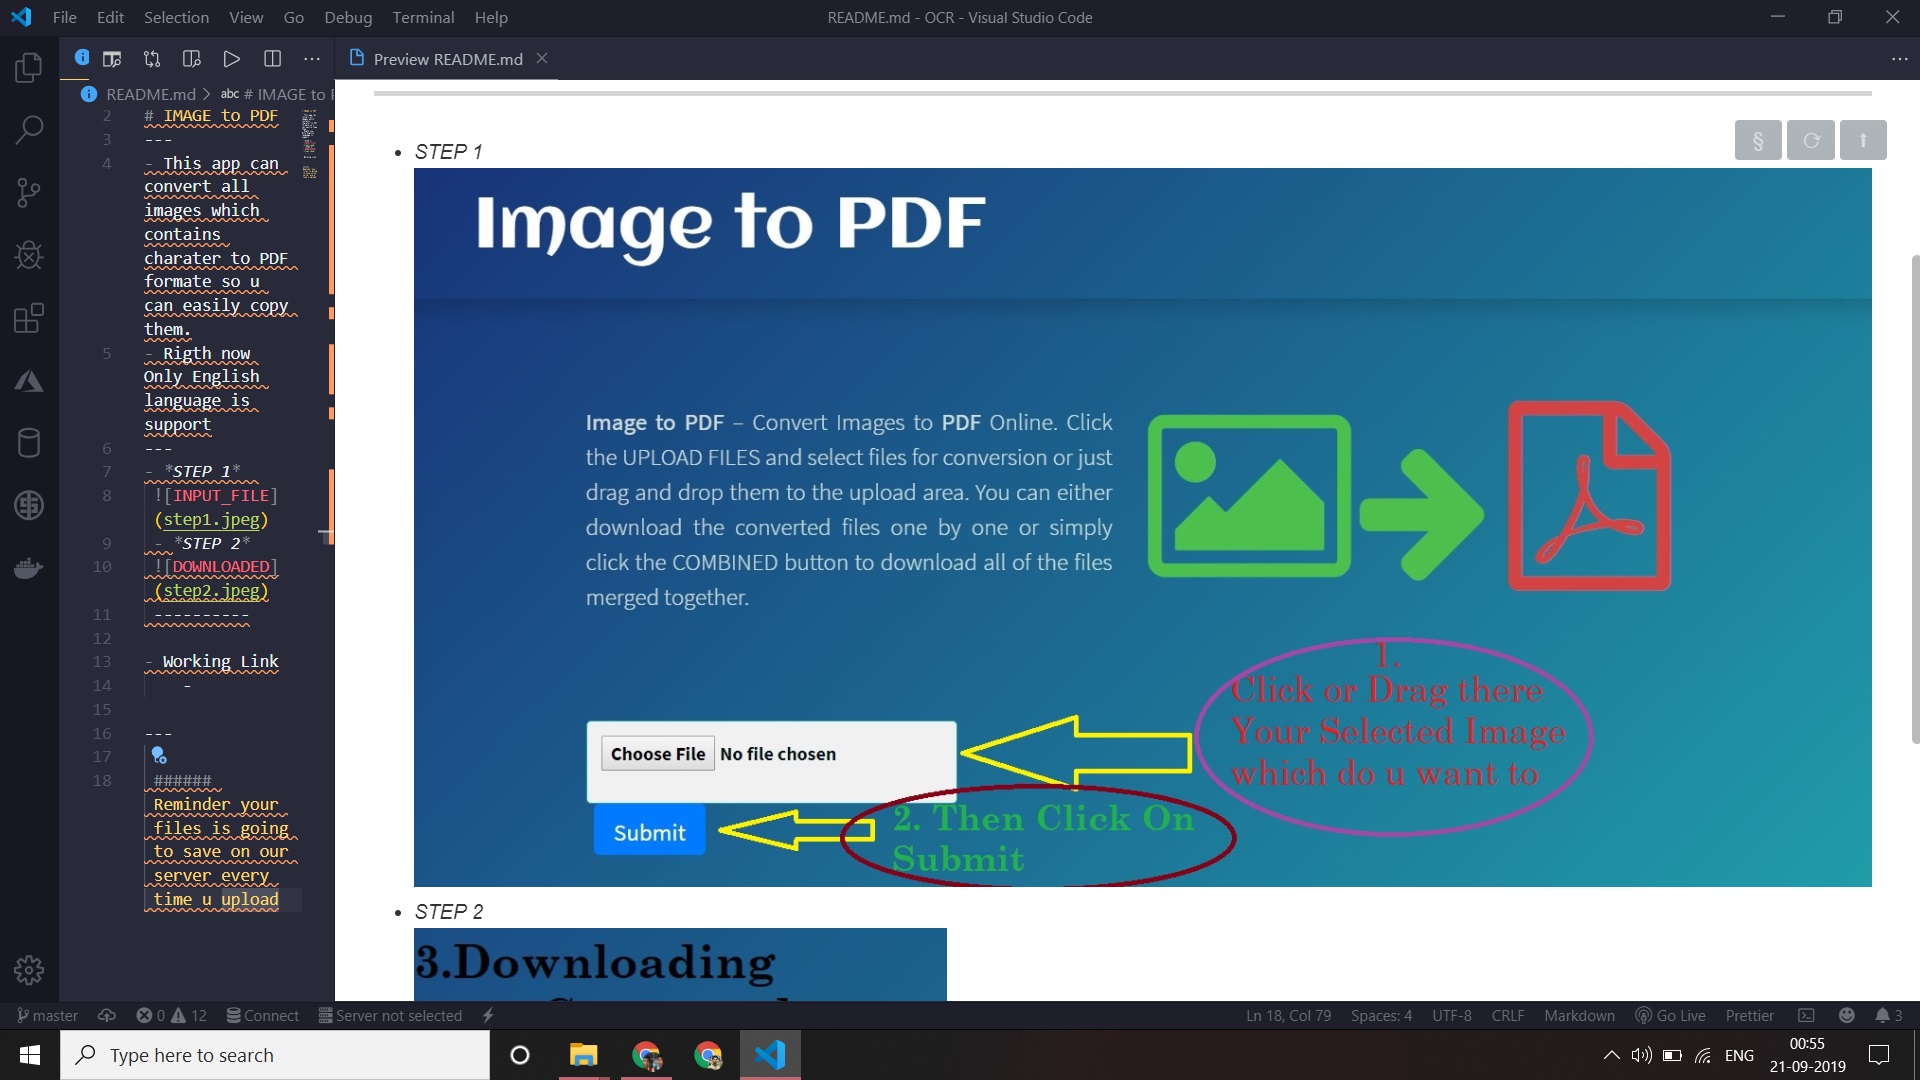 File Edit Selection View Go Debug Terminal Help
README.md - OCR - Visual Studio Code
Preview README.md
README.md > abc # IMAGE to
2 # IMAGE to PDF
3 ---
4 - This app can
convert all
images which
contains
charater to PDF
formate so u
can easily copy
them.
5 - Rigth now
Only English
language is
support
6 ---
7 - *STEP 1*
8 ![INPUT_FILE]
(step1.jpeg)
9 - *STEP 2*
10 ![DOWNLOADED]
(step2.jpeg)
11 ----------
12
13 - Working Link
14 -
15
16 ---
17
18 ######
Reminder your
files is going
to save on our
server every
time u upload
STEP 1
Image to PDF
Image to PDF – Convert Images to PDF Online. Click
the UPLOAD FILES and select files for conversion or just
drag and drop them to the upload area. You can either
download the converted files one by one or simply
click the COMBINED button to download all of the files
merged together.
1.
Click or Drag there
Your Selected Image
which do u want to
Choose File No file chosen
2. Then Click On
Submit
Submit
STEP 2
3.Downloading
master 0 12 Connect Server not selected Ln 18, Col 79 Spaces: 4 UTF-8 CRLF Markdown Go Live Prettier 3
Type here to search
ENG
00:55
21-09-2019